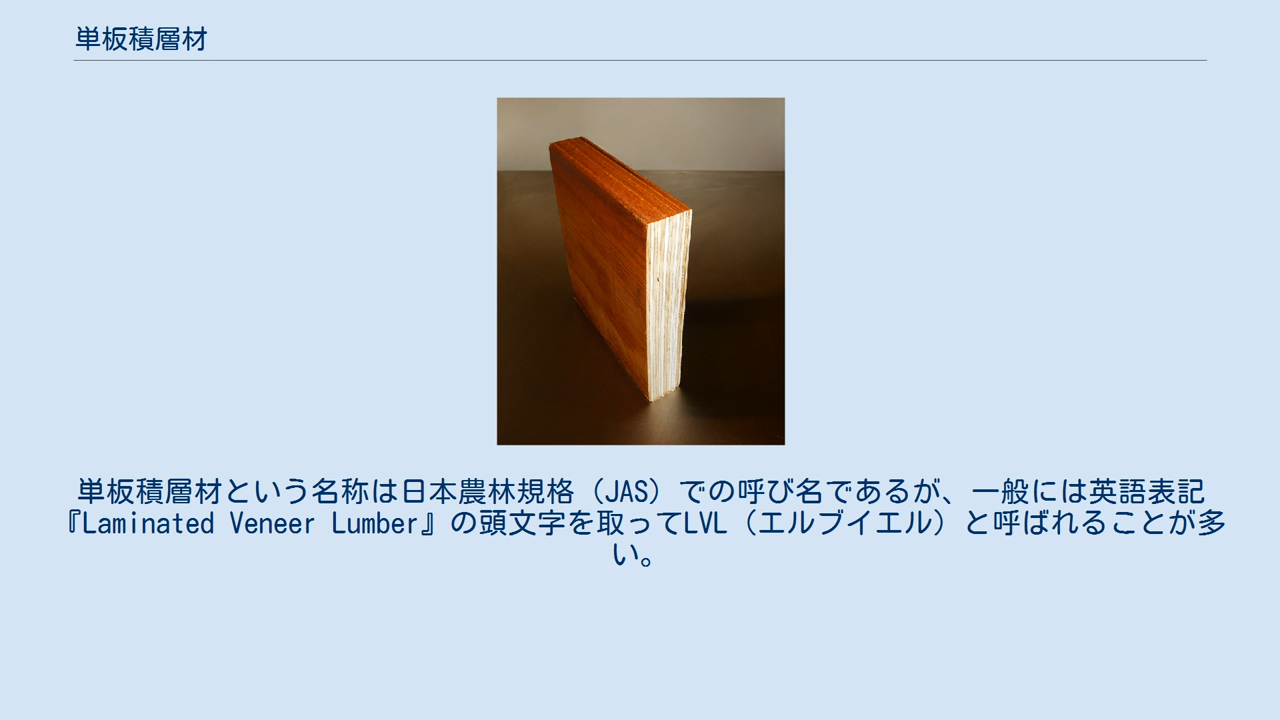 単板積層材
単板積層材という名称は日本農林規格（JAS）での呼び名であるが、一般には英語表記
『Laminated Veneer Lumber』の頭文字を取ってLVL（エルブイエル）と呼ばれることが多
い。